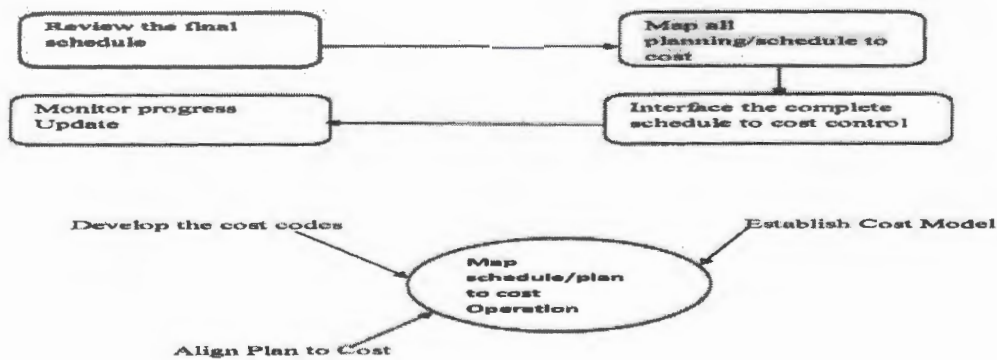 Review the final
schedule
Map all
planning/schedule to
cost
Monitor progress
Update
Interface the complete
schedule to cost control
Develop the cost codes
Establish Cost Model
Map
schedule/plan
to cost
Operation
Align Plan to Cost